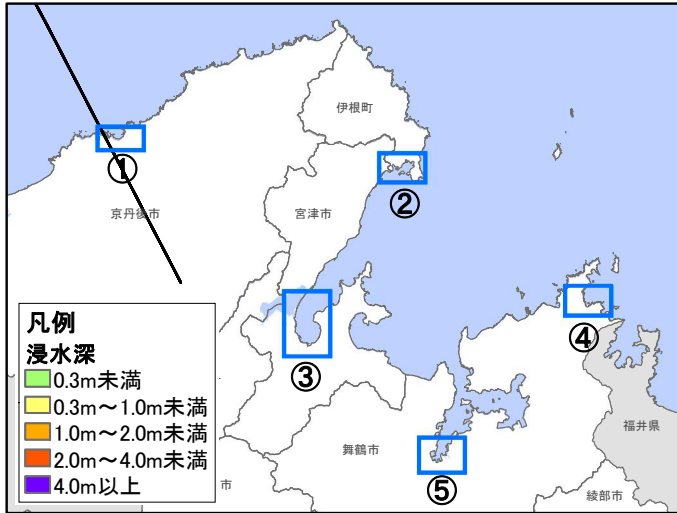 伊根町
①
②
京丹後市
宮津市
④
凡例
浸水深
0.3m未満
0.3m～1.0m未満
1.0m～2.0m未満
2.0m～4.0m未満
4.0m以上
③
福井県
舞鶴市
市
⑤
綾部市